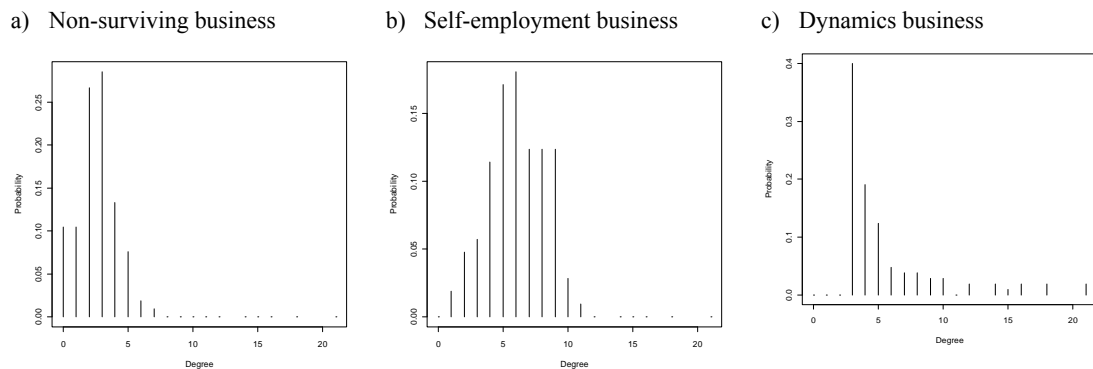 a) Non-surviving business
b) Self-employment business
c) Dynamics business
Probability
0.00 0.05 0.10 0.15 0.20 0.25
0 5 10 15 20
Degree
Probability
0.00 0.05 0.10 0.15
0 5 10 15 20
Degree
Probability
0.0 0.1 0.2 0.3 0.4
0 5 10 15 20
Degree